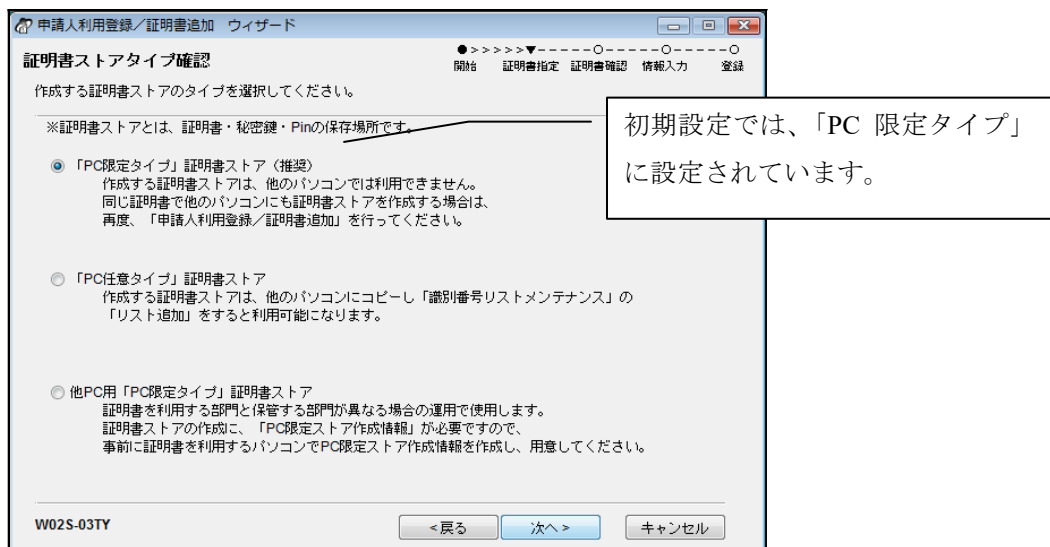 申請人利用登録／証明書追加　ウィザード
証明書ストアタイプ確認
●>>>>>▼-----○-----○-----○
開始　証明書指定　証明書確認　情報入力　登録
作成する証明書ストアのタイプを選択してください。
※証明書ストアとは、証明書・秘密鍵・Pinの保存場所です。
初期設定では、「PC 限定タイプ」
に設定されています。
「PC限定タイプ」証明書ストア（推奨）
作成する証明書ストアは、他のパソコンでは利用できません。
同じ証明書で他のパソコンにも証明書ストアを作成する場合は、
再度、「申請人利用登録／証明書追加」を行ってください。
「PC任意タイプ」証明書ストア
作成する証明書ストアは、他のパソコンにコピーし「識別番号リストメンテナンス」の
「リスト追加」をすると利用可能になります。
他PC用「PC限定タイプ」証明書ストア
証明書を利用する部門と保管する部門が異なる場合の運用で使用します。
証明書ストアの作成に、「PC限定ストア作成情報」が必要ですので、
事前に証明書を利用するパソコンでPC限定ストア作成情報を作成し、用意してください。
W02S-03TY
<戻る　次へ>　キャンセル